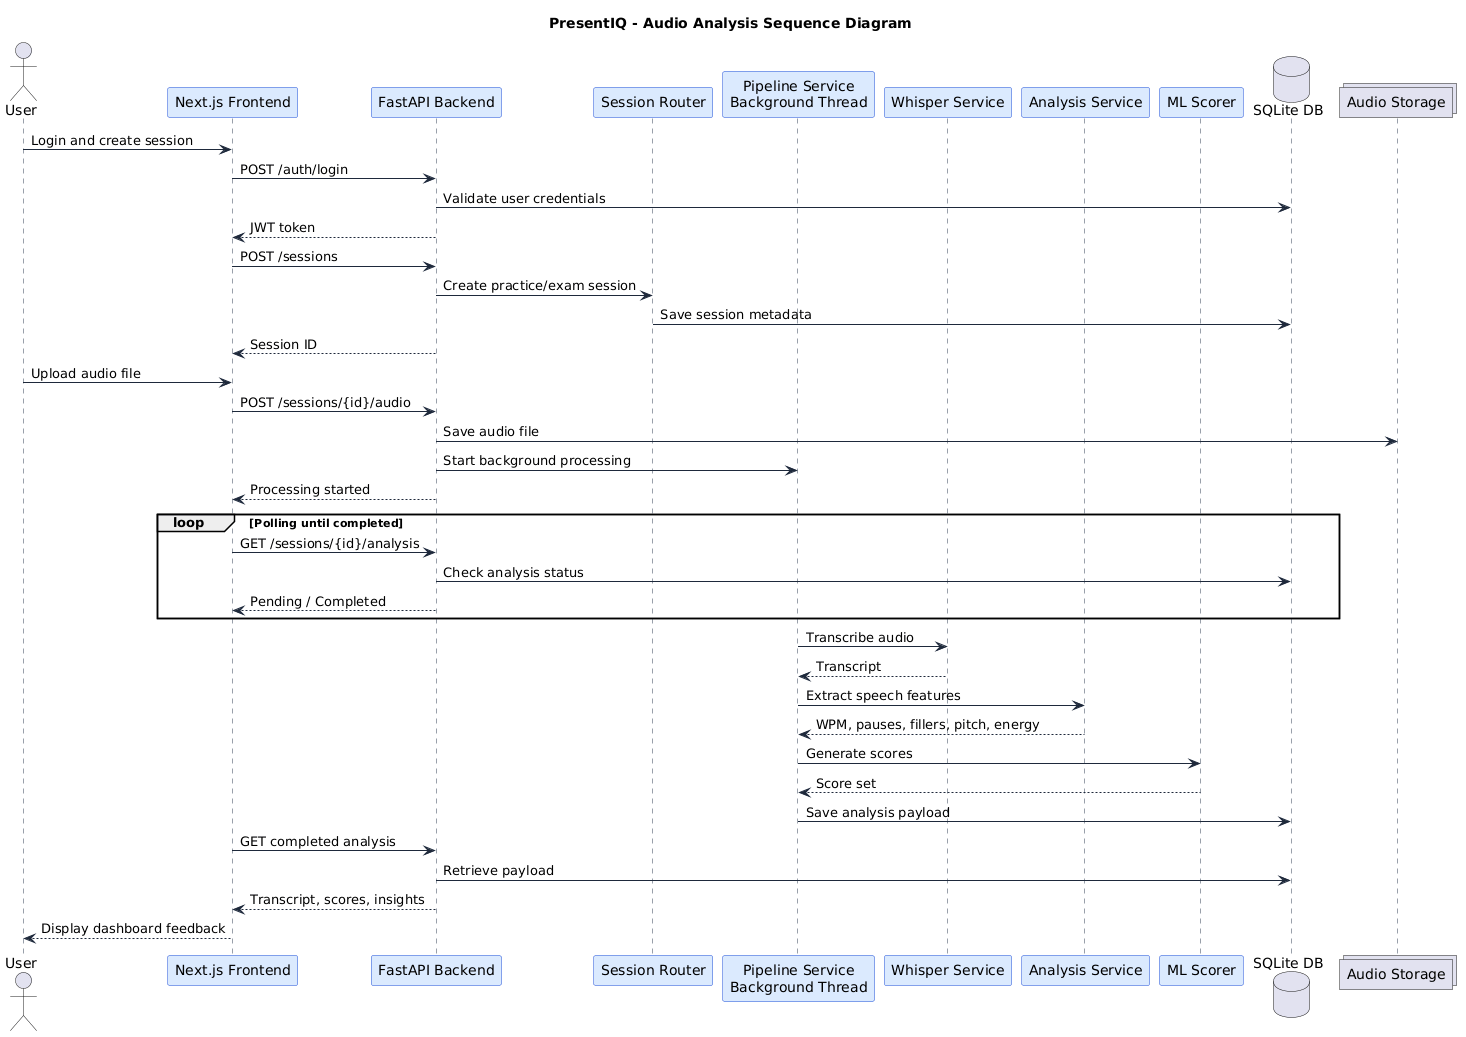 PresentIQ - Audio Analysis Sequence Diagram
User
Next.js Frontend
FastAPI Backend
Session Router
Pipeline Service
Background Thread
Whisper Service
Analysis Service
ML Scorer
SQLite DB
Audio Storage
Login and create session
POST /auth/login
Validate user credentials
JWT token
POST /sessions
Create practice/exam session
Save session metadata
Session ID
Upload audio file
POST /sessions/{id}/audio
Save audio file
Start background processing
Processing started
loop
[Polling until completed]
GET /sessions/{id}/analysis
Check analysis status
Pending / Completed
Transcribe audio
Transcript
Extract speech features
WPM, pauses, fillers, pitch, energy
Generate scores
Score set
Save analysis payload
GET completed analysis
Retrieve payload
Transcript, scores, insights
Display dashboard feedback
User
Next.js Frontend
FastAPI Backend
Session Router
Pipeline Service
Background Thread
Whisper Service
Analysis Service
ML Scorer
SQLite DB
Audio Storage